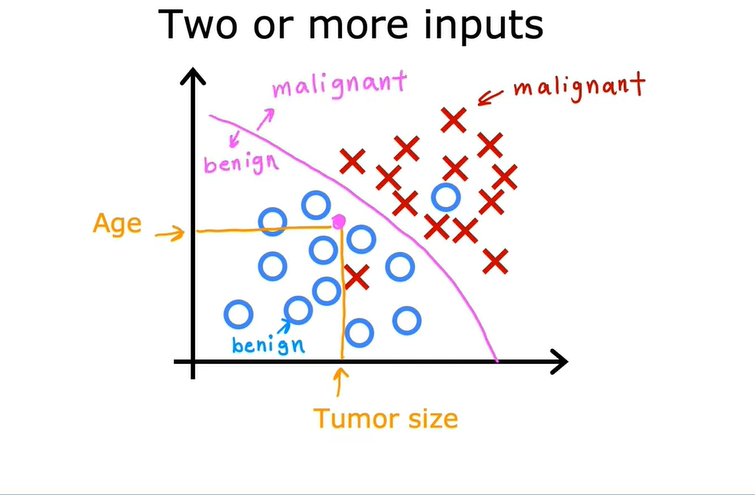 Two or more inputs
malignant
malignant
benign
Age
benign
Tumor size